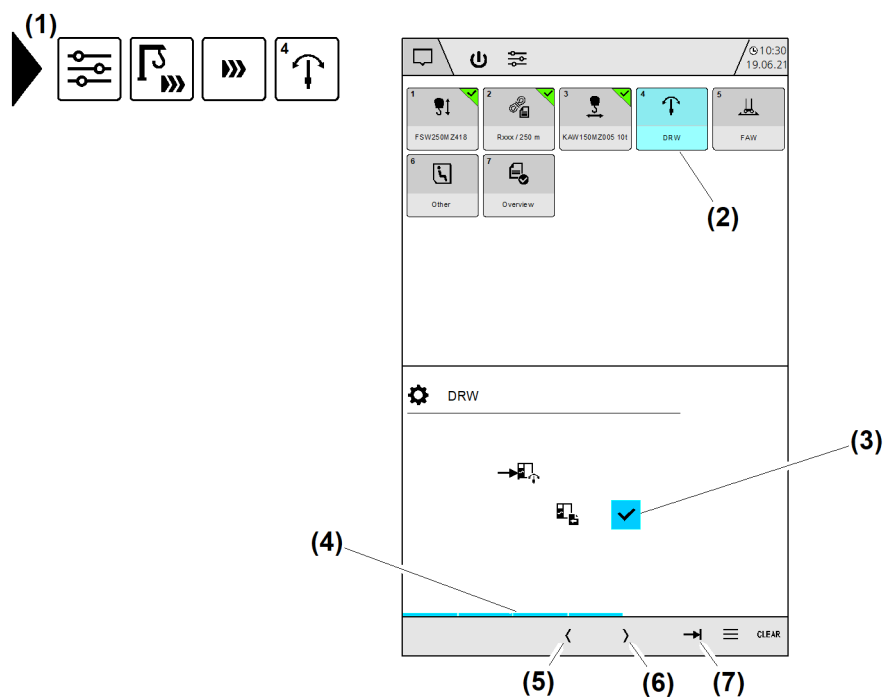 (1)
4
10:30
19.06.21
1
2
3
4
5
FSW250MZ418
Rxxx / 250 m
KAW150MZ005 10t
DRW
FAW
6
7
Other
Overview
(2)
DRW
(3)
(4)
CLEAR
(5)
(6)
(7)